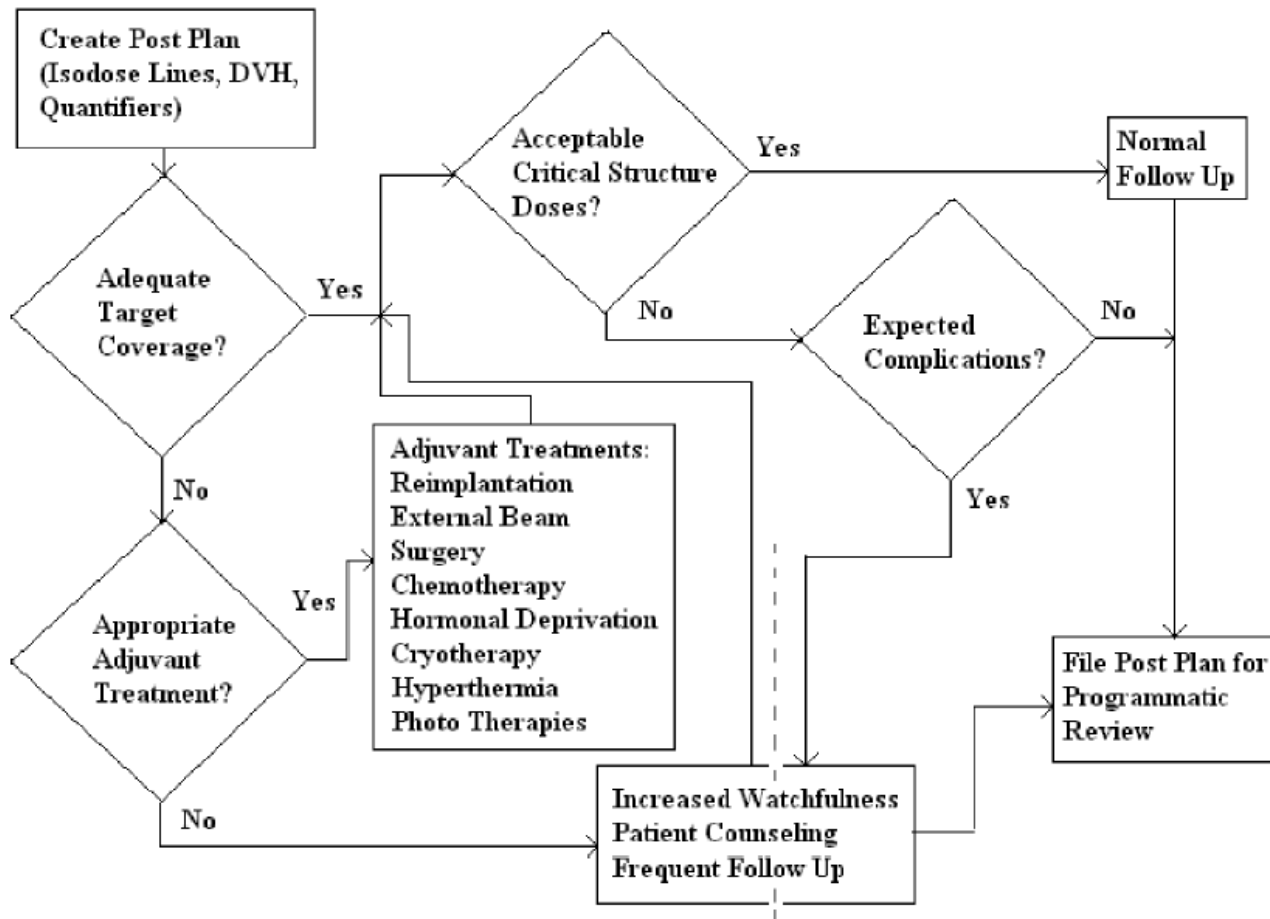 Create Post Plan
(Isodose Lines, DVH,
Quantifiers)
Acceptable
Critical Structure
Doses?
Yes
Normal
Follow Up
Adequate
Target
Coverage?
Yes
No
Expected
Complications?
No
Yes
No
Adjuvant Treatments:
Reimplantation
External Beam
Surgery
Chemotherapy
Hormonal Deprivation
Cryotherapy
Hyperthermia
Photo Therapies
Appropriate
Adjuvant
Treatment?
Yes
No
File Post Plan for
Programmatic
Review
Increased Watchfulness
Patient Counseling
Frequent Follow Up